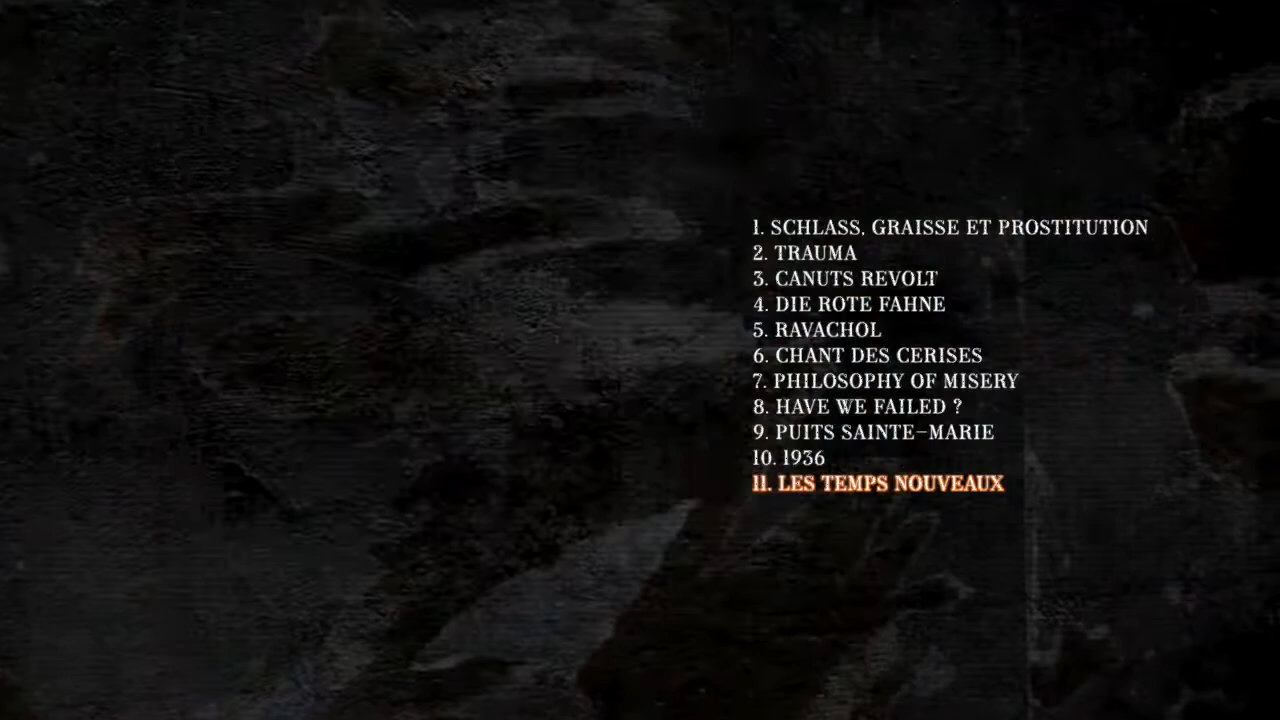 1. SCHLASS, GRAISSE ET PROSTITUTION
2. TRAUMA
3. CANUTS REVOLT
4. DIE ROTE FAHNE
5. RAVACHOL
6. CHANT DES CERISES
7. PHILOSOPHY OF MISERY
8. HAVE WE FAILED ?
9. PUITS SAINTE-MARIE
10. 1936
11. LES TEMPS NOUVEAUX